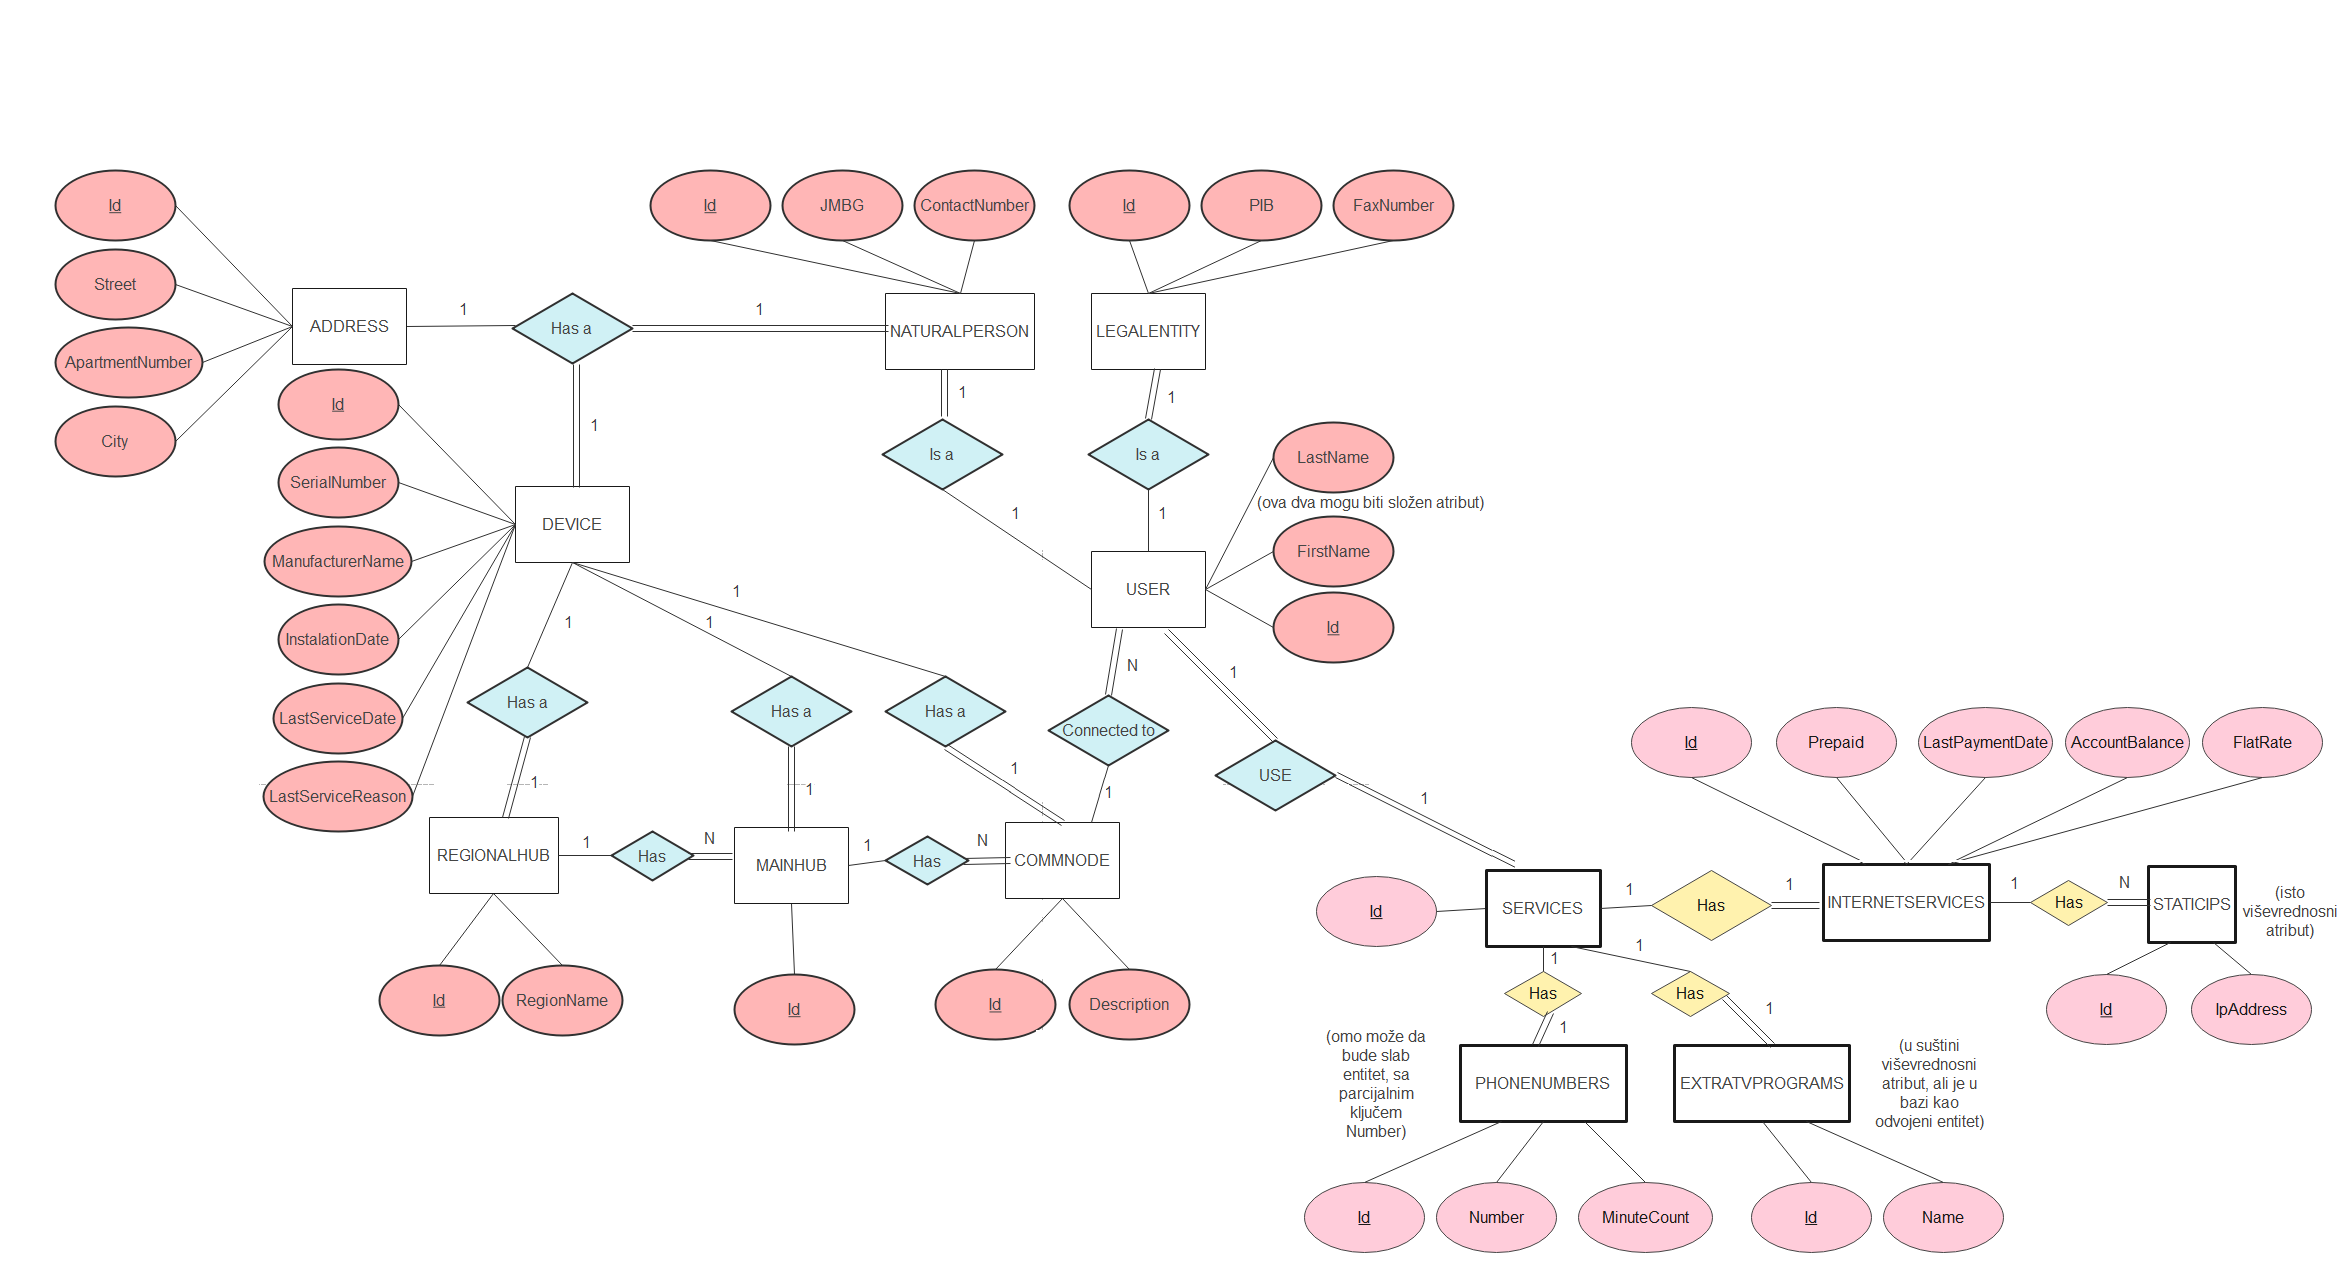 Id
JMBG
ContactNumber
Id
PIB
FaxNumber
Id
Street
ApartmentNumber
City
ADDRESS
1
Has a
1
NATURALPERSON
LEGALENTITY
1
1
1
Is a
Is a
1
1
Id
SerialNumber
ManufacturerName
InstalationDate
LastServiceDate
LastServiceReason
DEVICE
LastName
(ova dva mogu biti složen atribut)
FirstName
Id
USER
1
1
1
N
1
Has a
Has a
Has a
Connected to
USE
1
1
1
1
1
REGIONALHUB
1
Has
N
MAINHUB
1
Has
N
COMMNODE
Id
RegionName
Id
Id
Description
Id
Prepaid
LastPaymentDate
AccountBalance
FlatRate
Id
SERVICES
1
Has
1
INTERNETSERVICES
1
Has
N
STATICIPS
(isto
viševrednosni
atribut)
1
1
Has
Has
1
1
Id
IpAddress
(omo može da
bude slab
entitet, sa
parcijalnim
ključem
Number)
PHONENUMBERS
EXTRATVPROGRAMS
(u suštini
viševrednosni
atribut, ali je u
bazi kao
odvojeni entitet)
Id
Number
MinuteCount
Id
Name